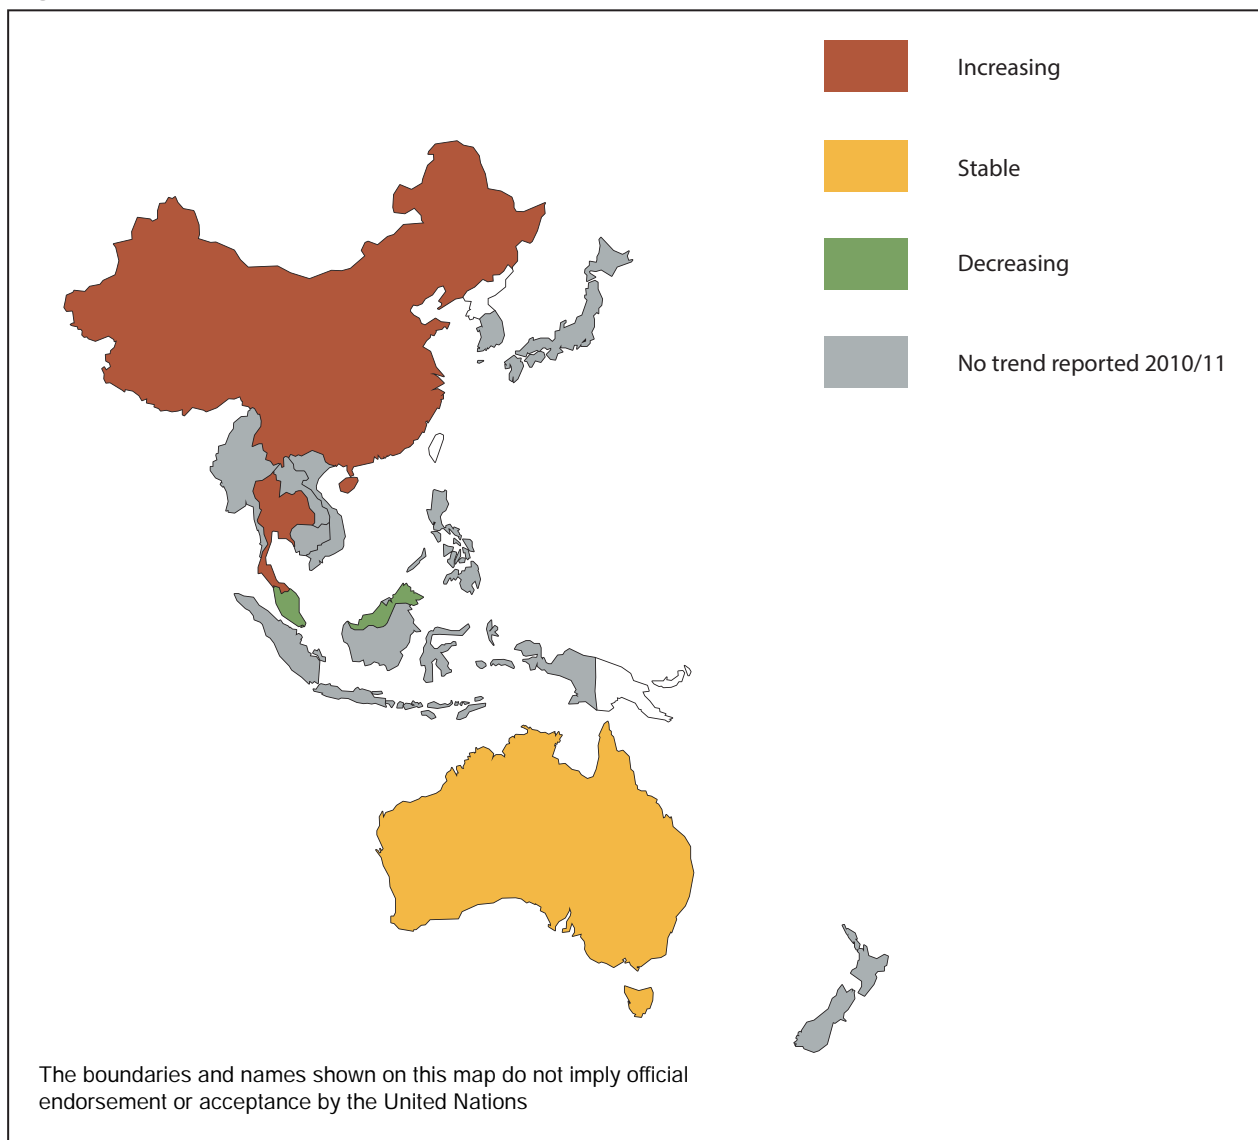 Increasing
Stable
Decreasing
No trend reported 2010/11
The boundaries and names shown on this map do not imply official
endorsement or acceptance by the United Nations